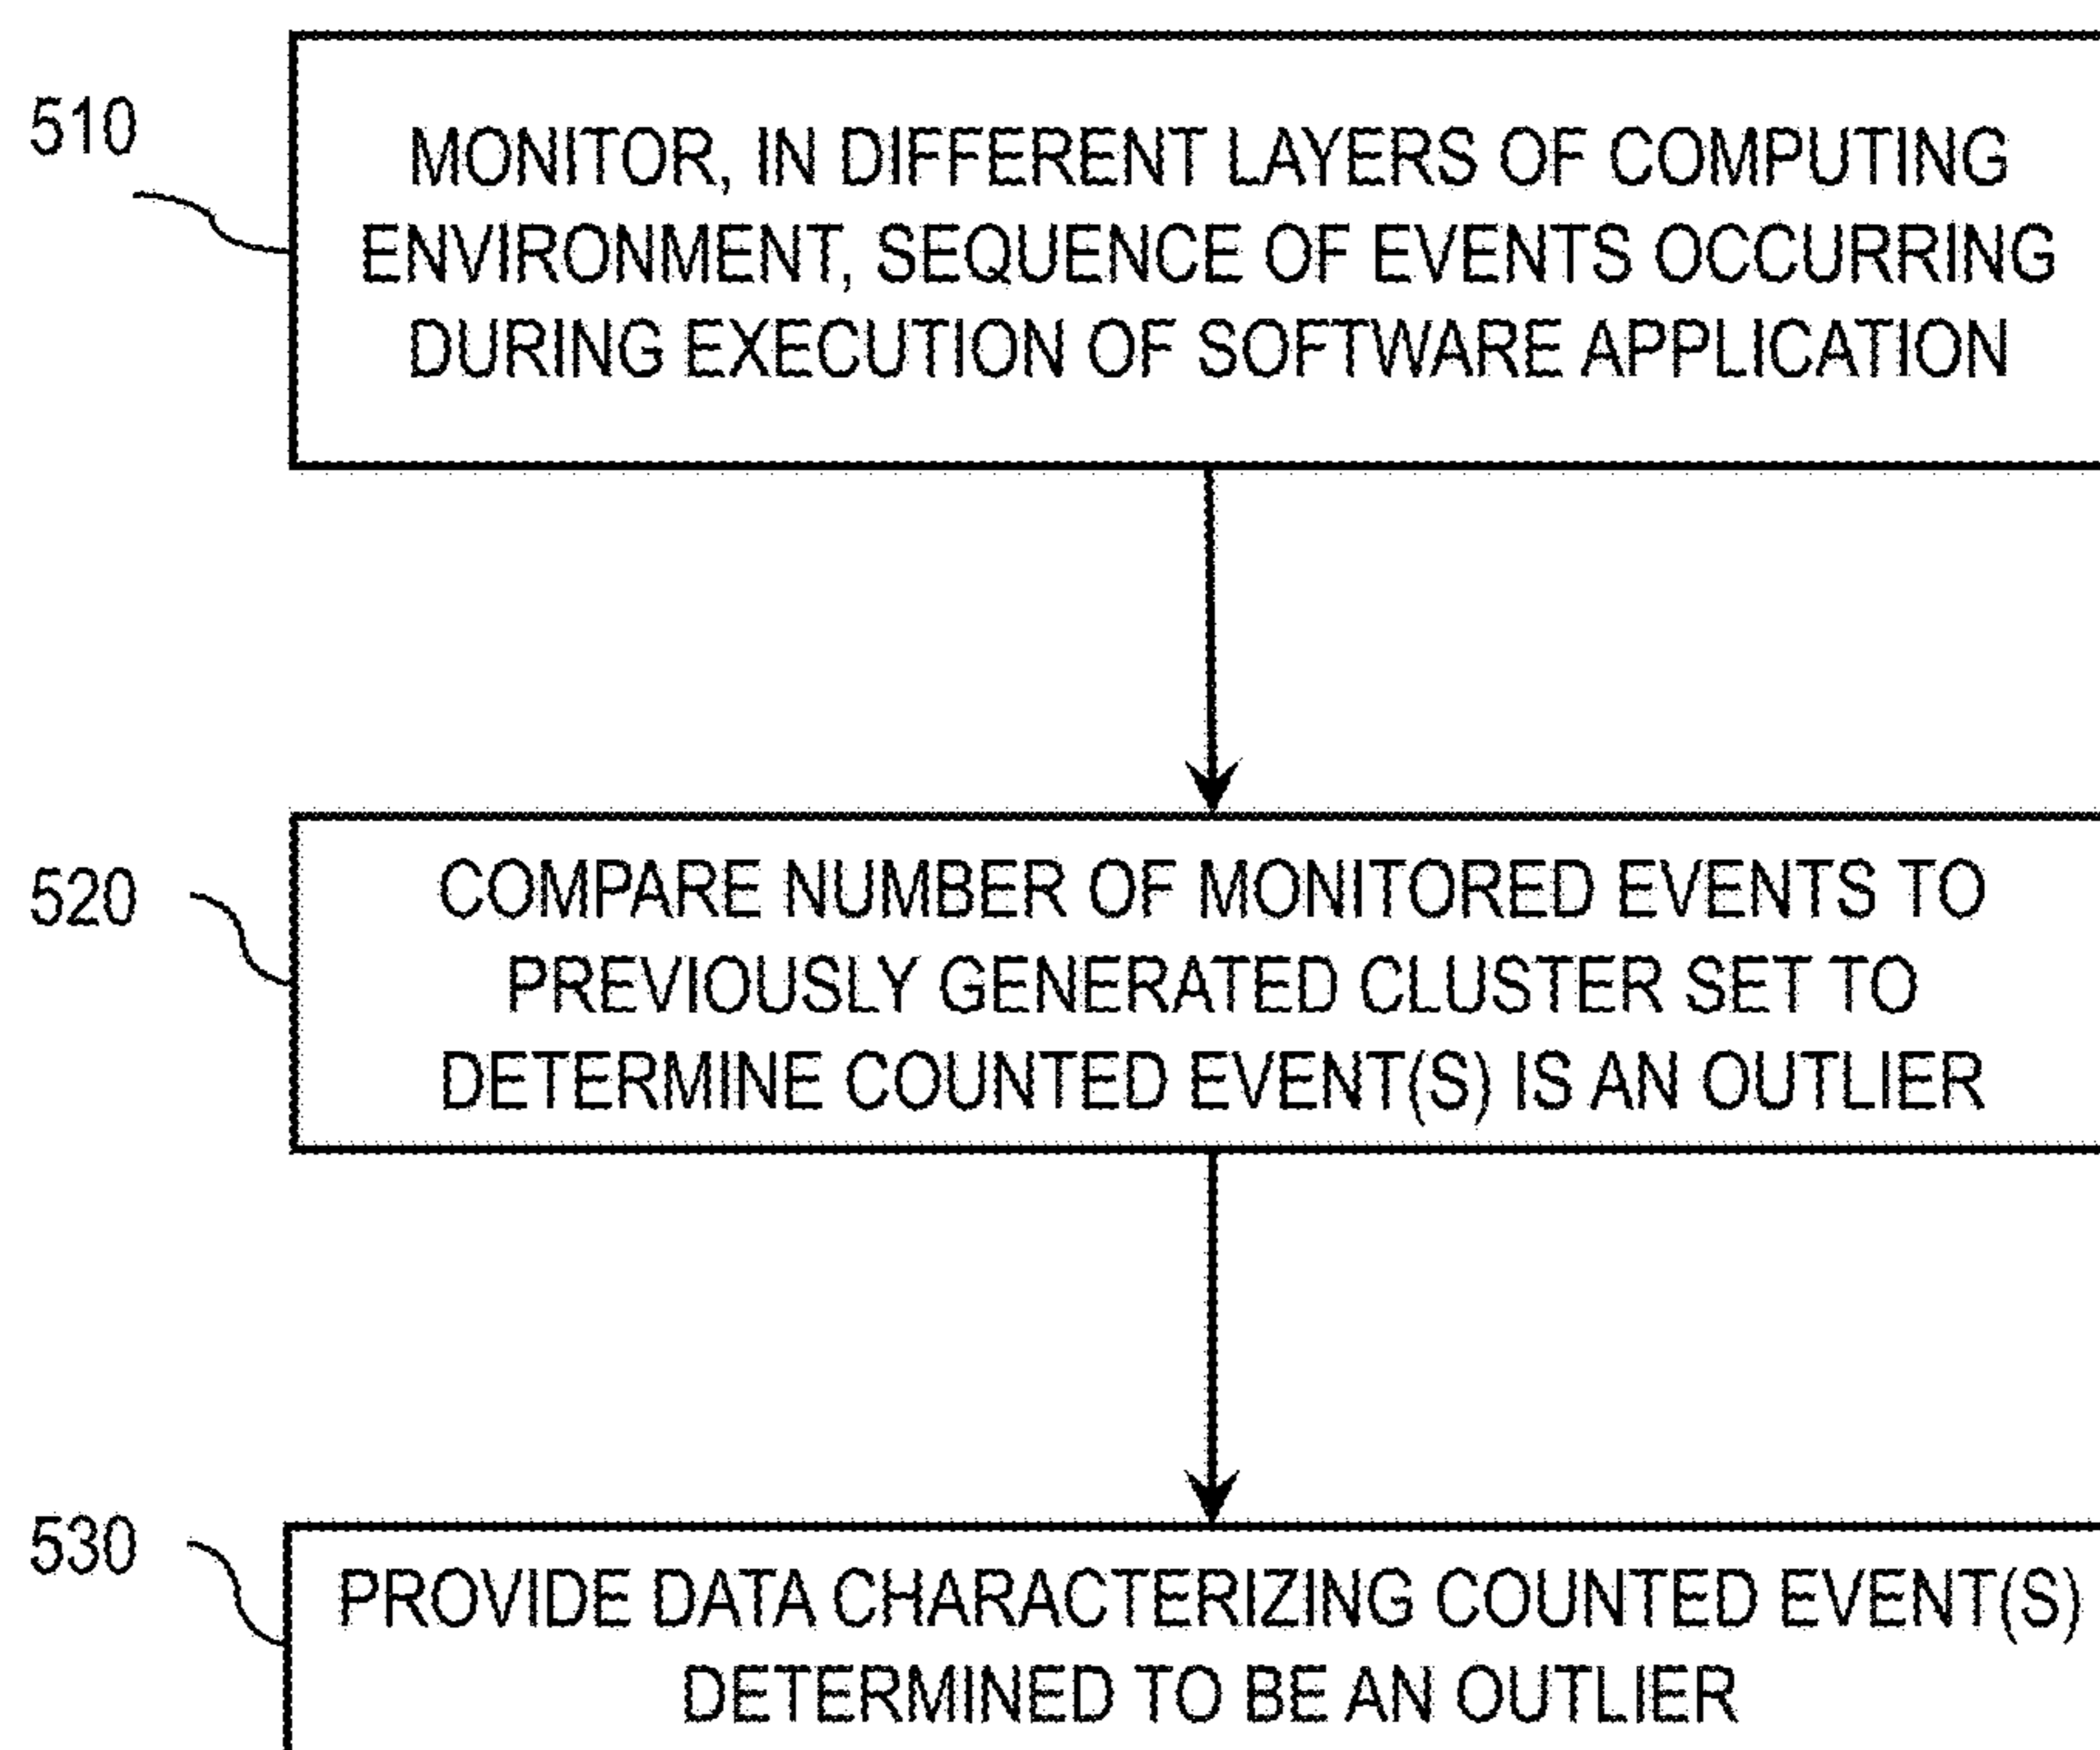 510
MONITOR, IN DIFFERENT LAYERS OF COMPUTING
ENVIRONMENT, SEQUENCE OF EVENTS OCCURRING
DURING EXECUTION OF SOFTWARE APPLICATION
520
COMPARE NUMBER OF MONITORED EVENTS TO
PREVIOUSLY GENERATED CLUSTER SET TO
DETERMINE COUNTED EVENT(S) IS AN OUTLIER
530
PROVIDE DATA CHARACTERIZING COUNTED EVENT(S)
DETERMINED TO BE AN OUTLIER